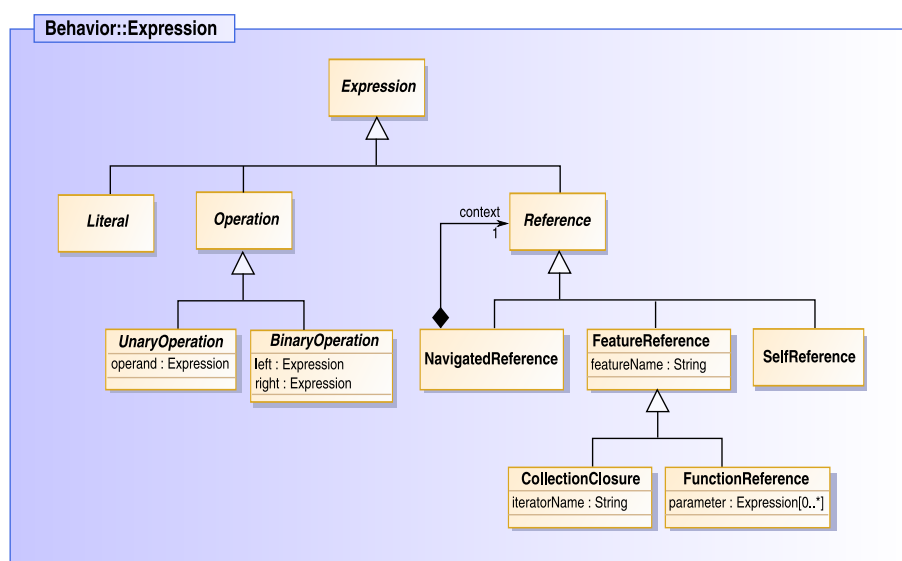 Behavior::Expression
Expression
Literal
Operation
context
1
Reference
UnaryOperation
operand : Expression
BinaryOperation
left : Expression
right : Expression
NavigatedReference
FeatureReference
featureName : String
SelfReference
CollectionClosure
iteratorName : String
FunctionReference
parameter : Expression[0..*]